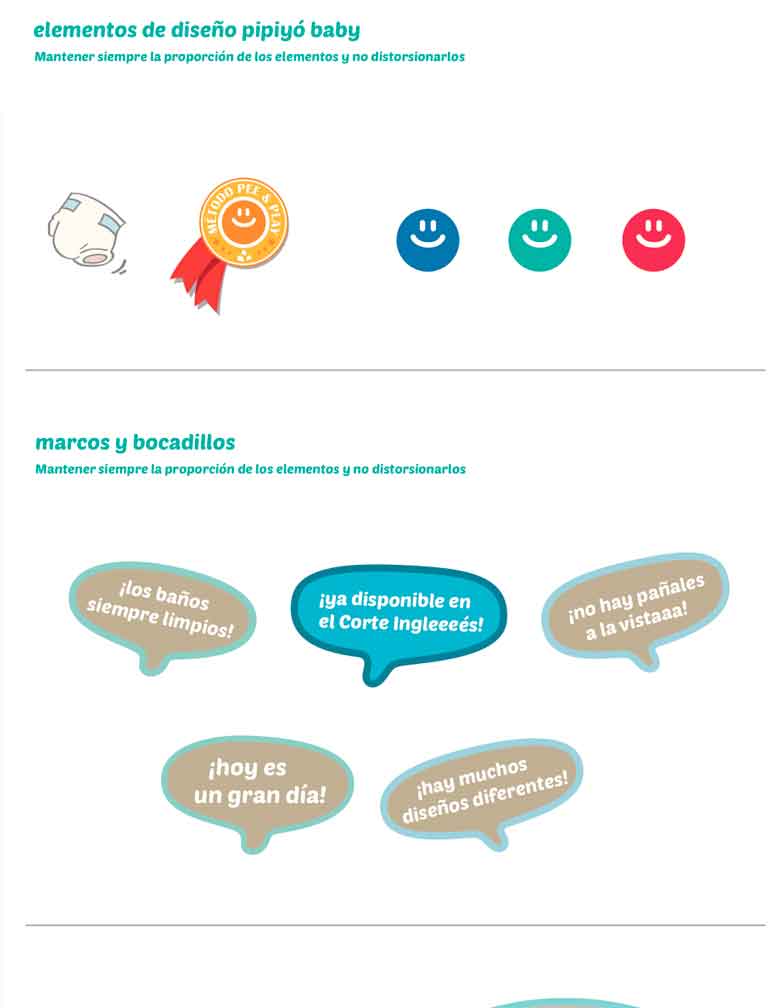 elementos de diseño pipiyó baby
Mantener siempre la proporción de los elementos y no distorsionarlos
METODO PEE & PLAY
marcos y bocadillos
Mantener siempre la proporción de los elementos y no distorsionarlos
¡los baños
siempre limpios!
¡ya disponible en
el Corte Ingleeeés!
¡no hay pañales
a la vistaaa!
¡hoy es
un gran día!
¡hay muchos
diseños diferentes!